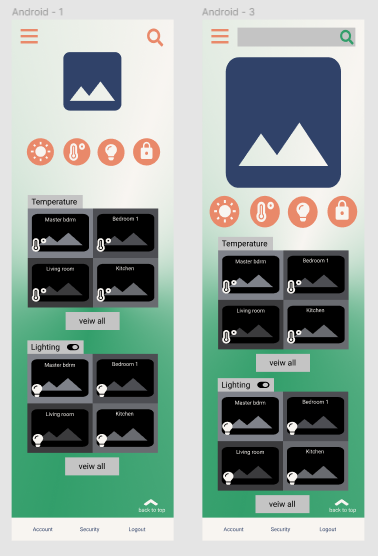 Android - 1
Temperature
Master bdrm
Bedroom 1
Living room
Kitchen
veiw all
Lighting
Master bdrm
Bedroom 1
Living room
Kitchen
veiw all
back to top
Account Security Logout
Android - 3
Temperature
Master bdrm
Bedroom 1
Living room
Kitchen
view all
Lighting
Master bdrm
Bedroom 1
Living room
Kitchen
view all
back to top
Account Security Logout